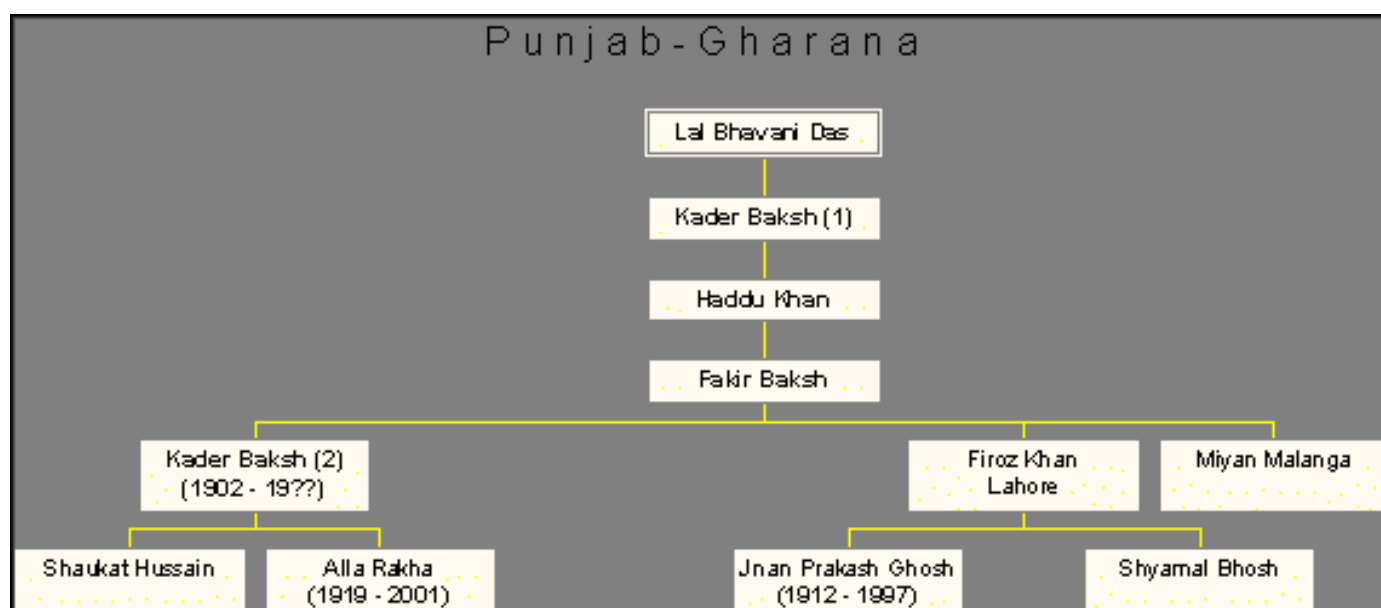 Punjab-Gharana
Lal Bhavani Das
Kader Baksh (1)
Haddu Khan
Fakir Baksh
Kader Baksh (2)
(1902 - 19??)
Firoz Khan
Lahore
Miyan Malanga
Shaukat Hussain
Alla Rakha
(1919 - 2001)
Jnan Prakash Ghosh
(1912 - 1997)
Shyamal Bhosh